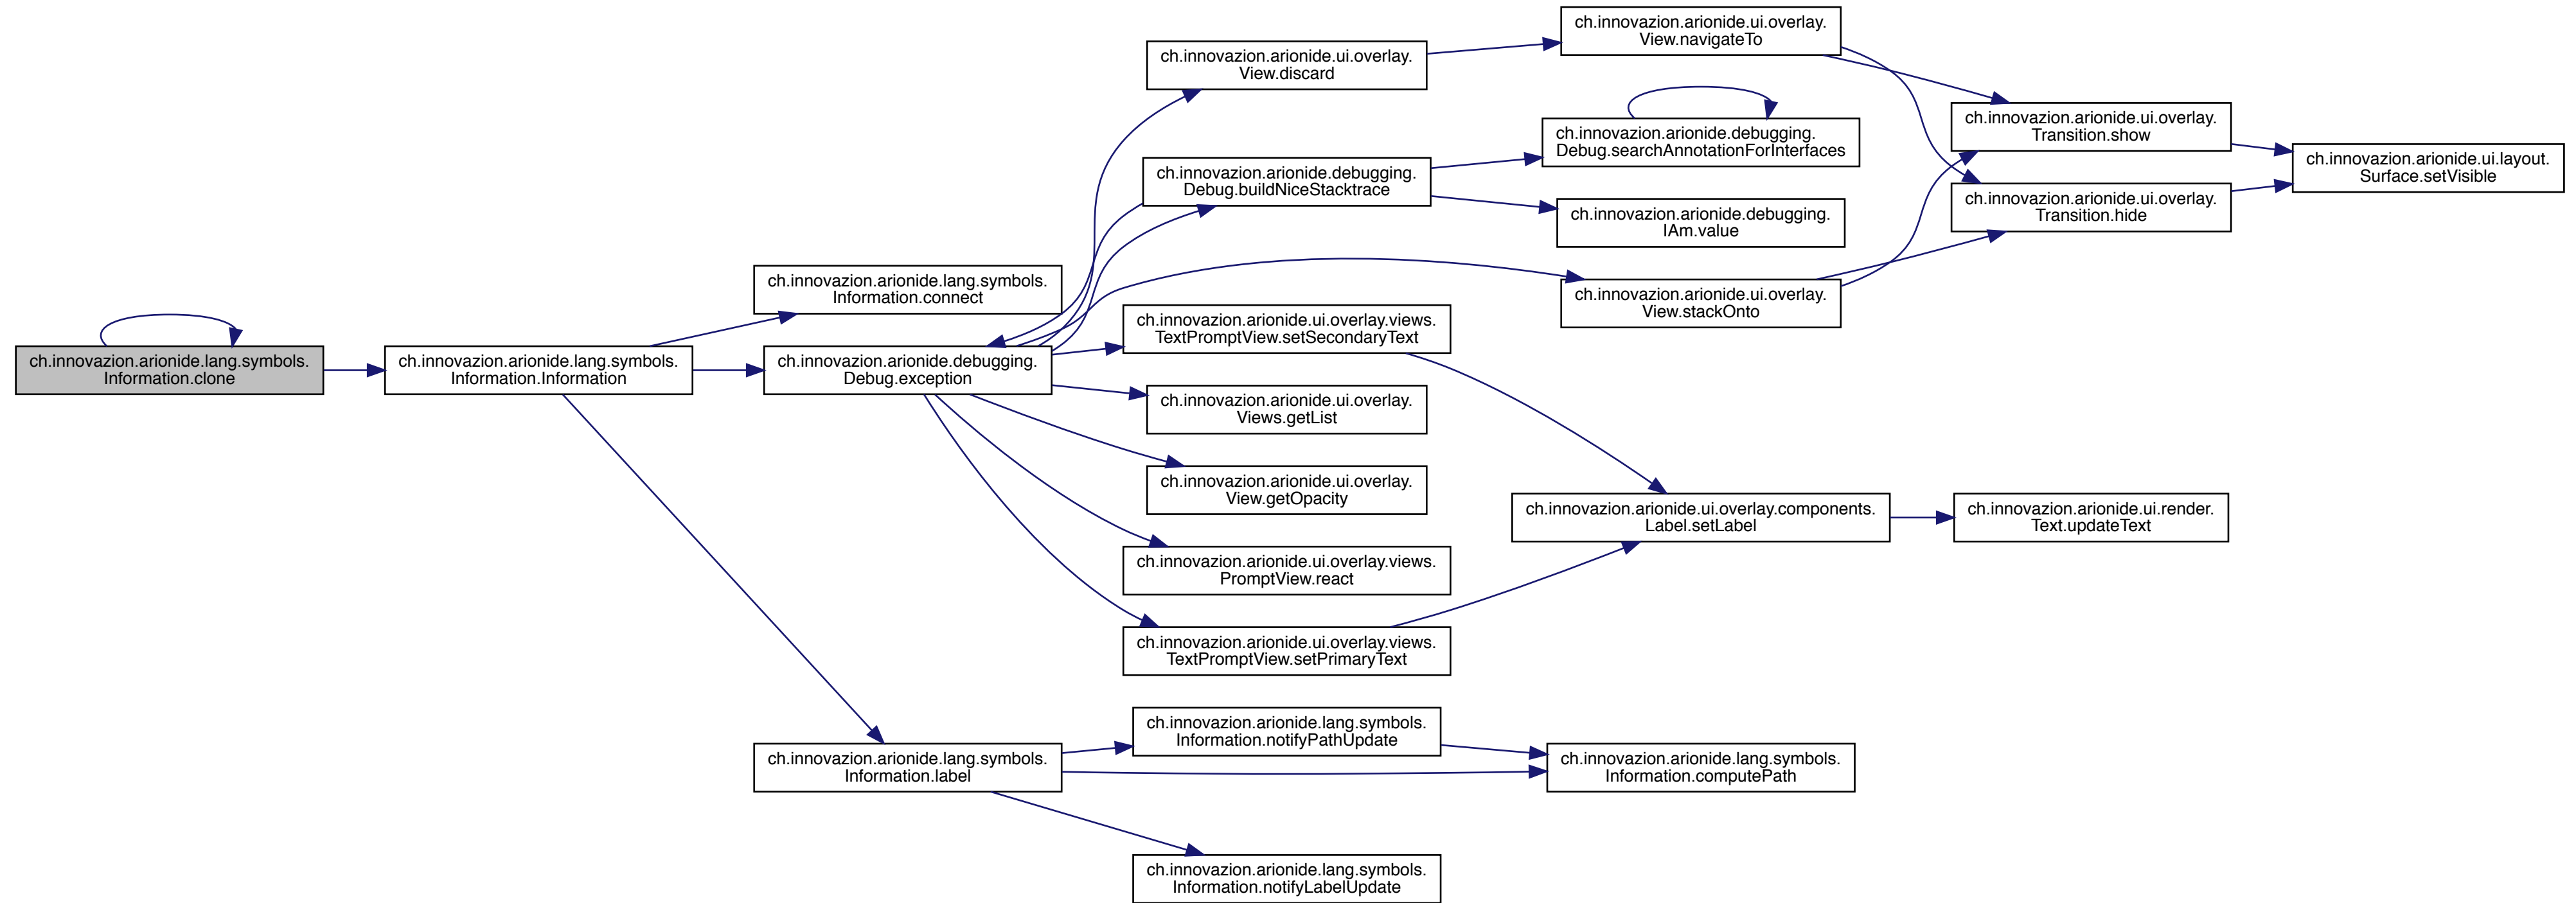 ch.innovazion.arionide.lang.symbols.
Information.clone
ch.innovazion.arionide.lang.symbols.
Information.Information
ch.innovazion.arionide.lang.symbols.
Information.connect
ch.innovazion.arionide.debugging.
Debug.exception
ch.innovazion.arionide.lang.symbols.
Information.label
ch.innovazion.arionide.ui.overlay.
View.discard
ch.innovazion.arionide.debugging.
Debug.buildNiceStacktrace
ch.innovazion.arionide.ui.overlay.views.
TextPromptView.setSecondaryText
ch.innovazion.arionide.ui.overlay.
Views.getList
ch.innovazion.arionide.ui.overlay.
View.getOpacity
ch.innovazion.arionide.ui.overlay.views.
PromptView.react
ch.innovazion.arionide.ui.overlay.views.
TextPromptView.setPrimaryText
ch.innovazion.arionide.lang.symbols.
Information.notifyPathUpdate
ch.innovazion.arionide.lang.symbols.
Information.notifyLabelUpdate
ch.innovazion.arionide.ui.overlay.
View.navigateTo
ch.innovazion.arionide.debugging.
Debug.searchAnnotationForInterfaces
ch.innovazion.arionide.debugging.
IAm.value
ch.innovazion.arionide.ui.overlay.
View.stackOnto
ch.innovazion.arionide.ui.overlay.components.
Label.setLabel
ch.innovazion.arionide.lang.symbols.
Information.computePath
ch.innovazion.arionide.ui.overlay.
Transition.show
ch.innovazion.arionide.ui.overlay.
Transition.hide
ch.innovazion.arionide.ui.render.
Text.updateText
ch.innovazion.arionide.ui.layout.
Surface.setVisible